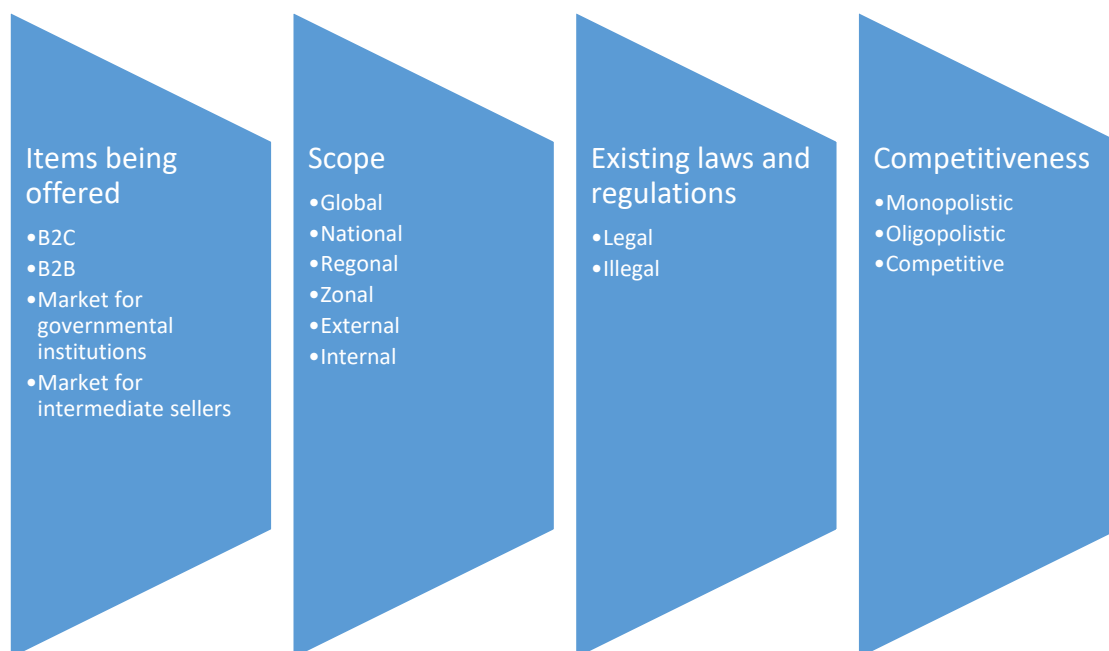 Items being
offered
•B2C
•B2B
•Market for
governmental
institutions
•Market for
intermediate sellers
Scope
•Global
•National
•Regonal
•Zonal
•External
•Internal
Existing laws and
regulations
•Legal
•Illegal
Competitiveness
•Monopolistic
•Oligopolistic
•Competitive